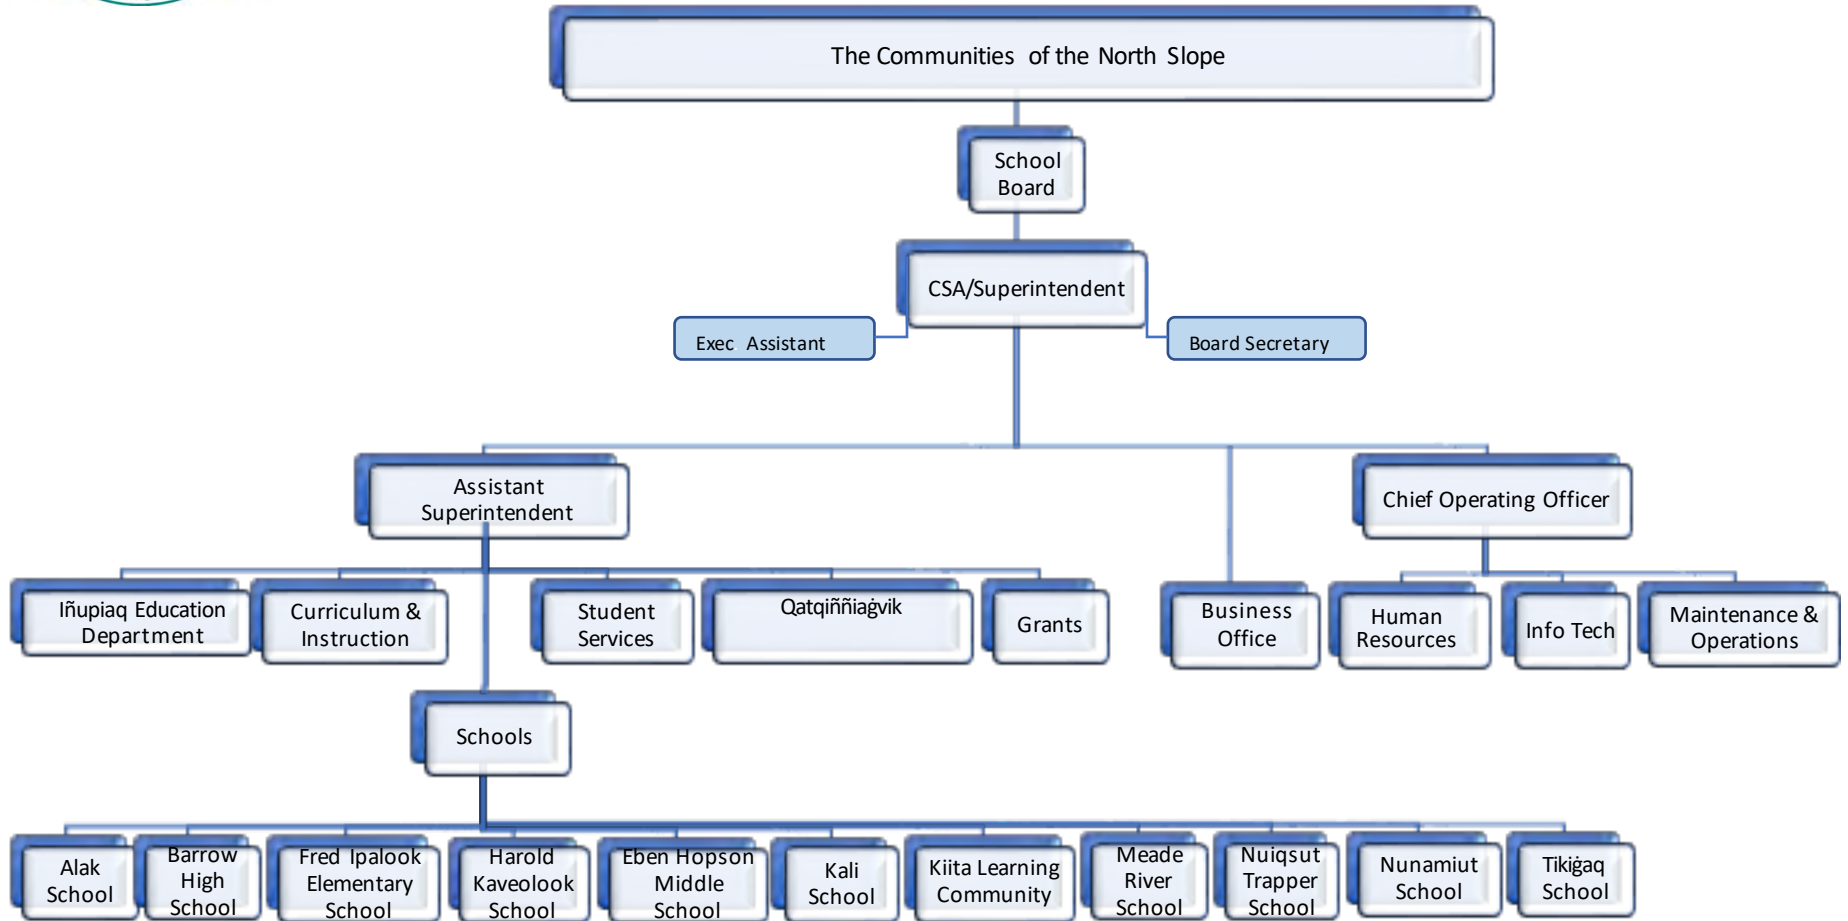 The Communities of the North Slope
School
Board
CSA/Superintendent
Exec Assistant
Board Secretary
Assistant
Superintendent
Chief Operating Officer
Iñupiaq Education
Department
Curriculum &
Instruction
Student
Services
Qatqiññiaġvik
Grants
Business
Office
Human
Resources
Info Tech
Maintenance &
Operations
Schools
Alak
School
Barrow
High
School
Fred Ipalook
Elementary
School
Harold
Kaveolook
School
Eben Hopson
Middle
School
Kali
School
Kiita Learning
Community
Meade
River
School
Nuiqsut
Trapper
School
Nunamiut
School
Tikiġaq
School